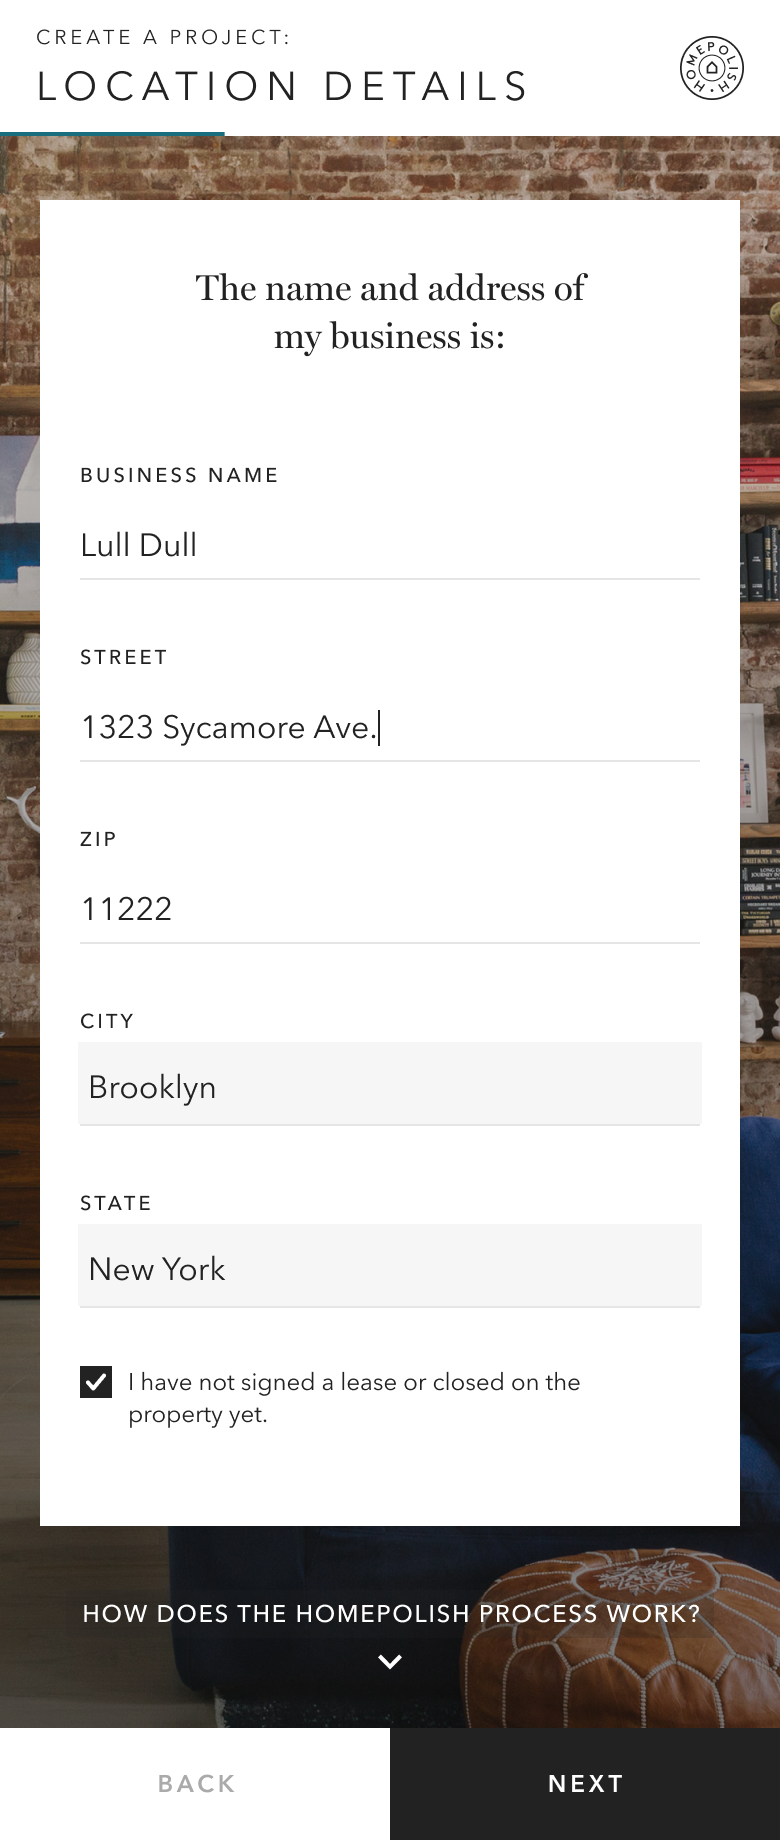 CREATE A PROJECT:
LOCATION DETAILS
HOMEPOLISH
The name and address of
my business is:
BUSINESS NAME
Lull Dull
STREET
1323 Sycamore Ave.
ZIP
11222
CITY
Brooklyn
STATE
New York
I have not signed a lease or closed on the
property yet.
HOW DOES THE HOMEPOLISH PROCESS WORK?
BACK
NEXT